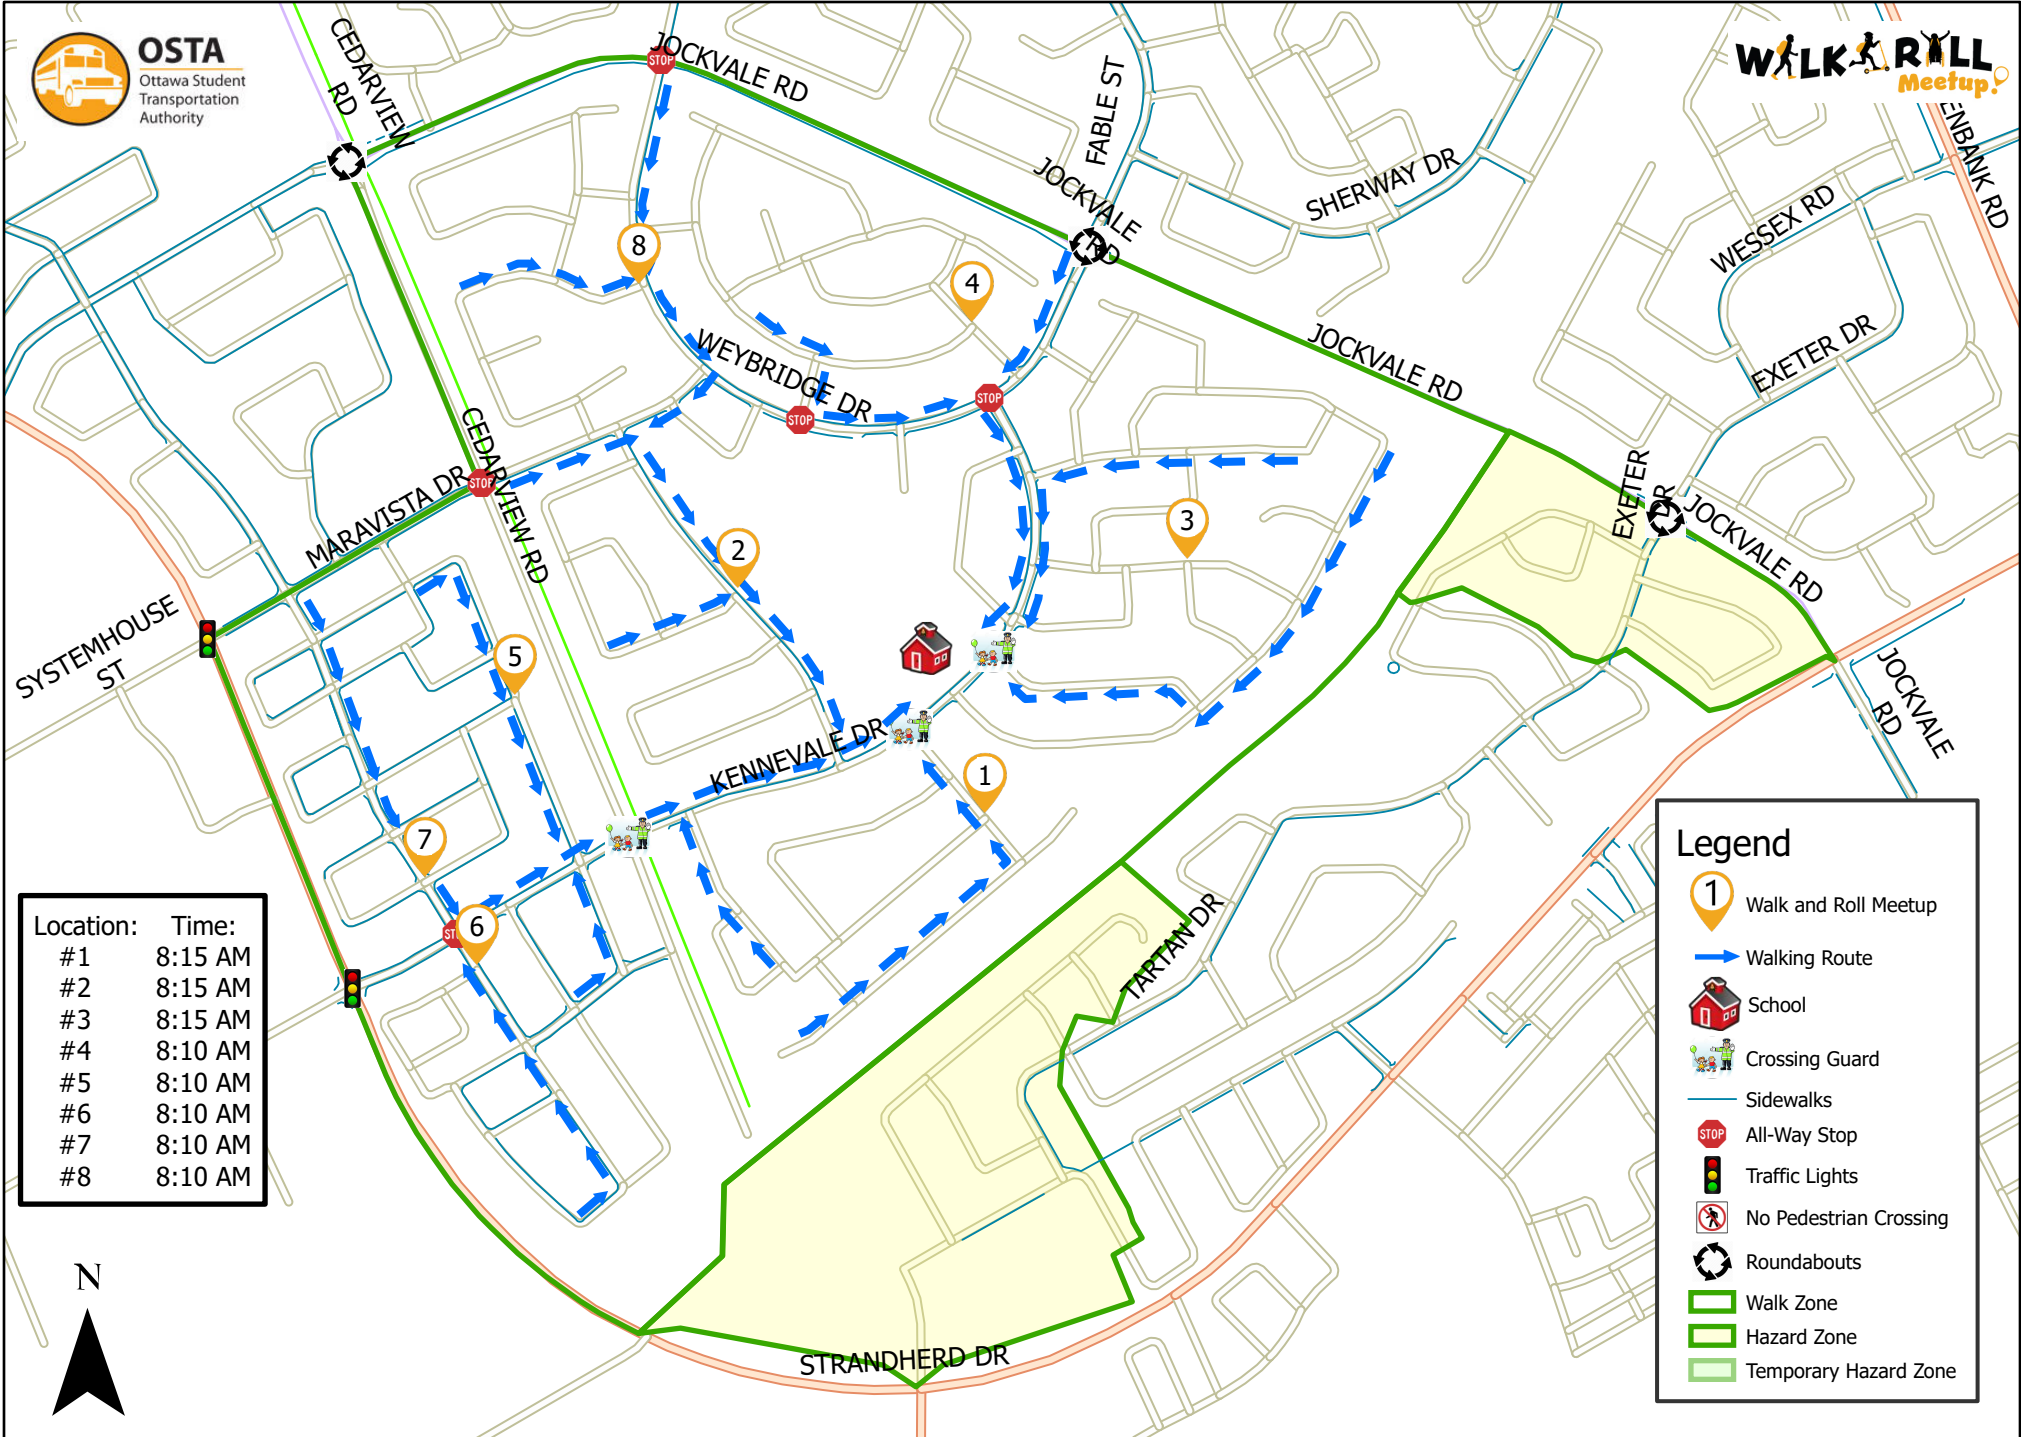 OSTA
Ottawa Student
Transportation
Authority
WALK & ROLL
Meetup!
CEDARVIEW
RD
JOCKVALE RD
FABLE ST
JOCKVALE
RD
SHERWAY DR
WESSEX RD
ENBANK RD
EXETER DR
JOCKVALE RD
WEYBRIDGE DR
MARAVISTA DR
CEDARVIEW RD
EXETER
DR
JOCKVALE RD
JOCKVALE
RD
SYSTEMHOUSE
ST
KENNEVALE DR
TARTAN DR
STRANDHERD DR
STOP
STOP
STOP
STOP
8
4
3
2
5
1
7
6
Location: Time:
#1 8:15 AM
#2 8:15 AM
#3 8:15 AM
#4 8:10 AM
#5 8:10 AM
#6 8:10 AM
#7 8:10 AM
#8 8:10 AM
N
Legend
1 Walk and Roll Meetup
Walking Route
School
Crossing Guard
Sidewalks
STOP All-Way Stop
Traffic Lights
No Pedestrian Crossing
Roundabouts
Walk Zone
Hazard Zone
Temporary Hazard Zone